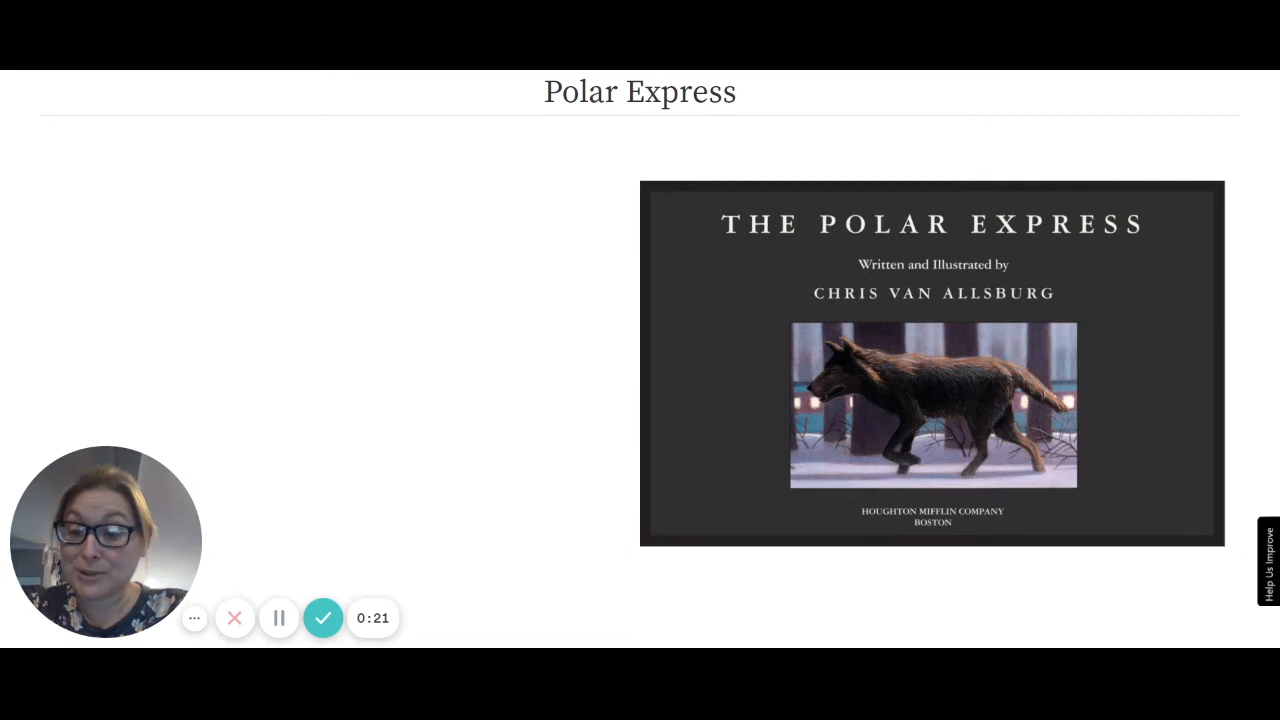 Polar Express
THE POLAR EXPRESS
Written and Illustrated by
CHRIS VAN ALLSBURG
HOUGHTON MIFFLIN COMPANY
BOSTON
0:21
Help Us Improve